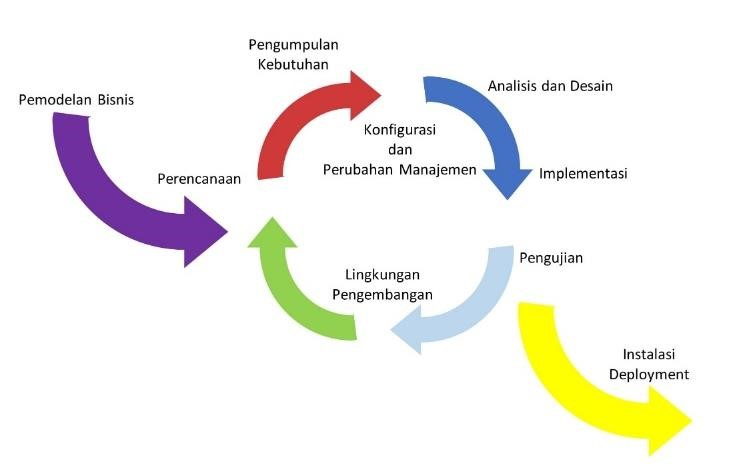 Pengumpulan
Kebutuhan
Pemodelan Bisnis
Analisis dan Desain
Konfigurasi
dan
Perubahan Manajemen
Perencanaan
Implementasi
Pengujian
Lingkungan
Pengembangan
Instalasi
Deployment